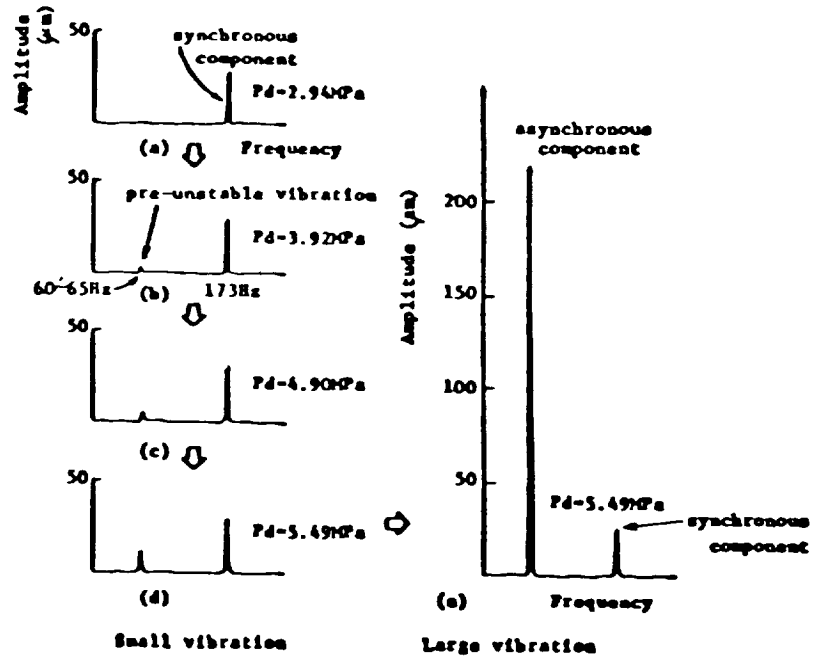 Amplitude
(μm)
50
synchronous
component
Pd=2.94MPa
(a)
Frequency
50
pre-unstable vibration
Pd=3.92MPa
60~65Hz
(b)
173Hz
50
Pd=4.90MPa
(c)
50
Pd=5.49MPa
(d)
Small vibration
Amplitude (μm)
asynchronous
component
200
150
100
50
Pd=5.49MPa
synchronous
component
(e)
Frequency
Large vibration